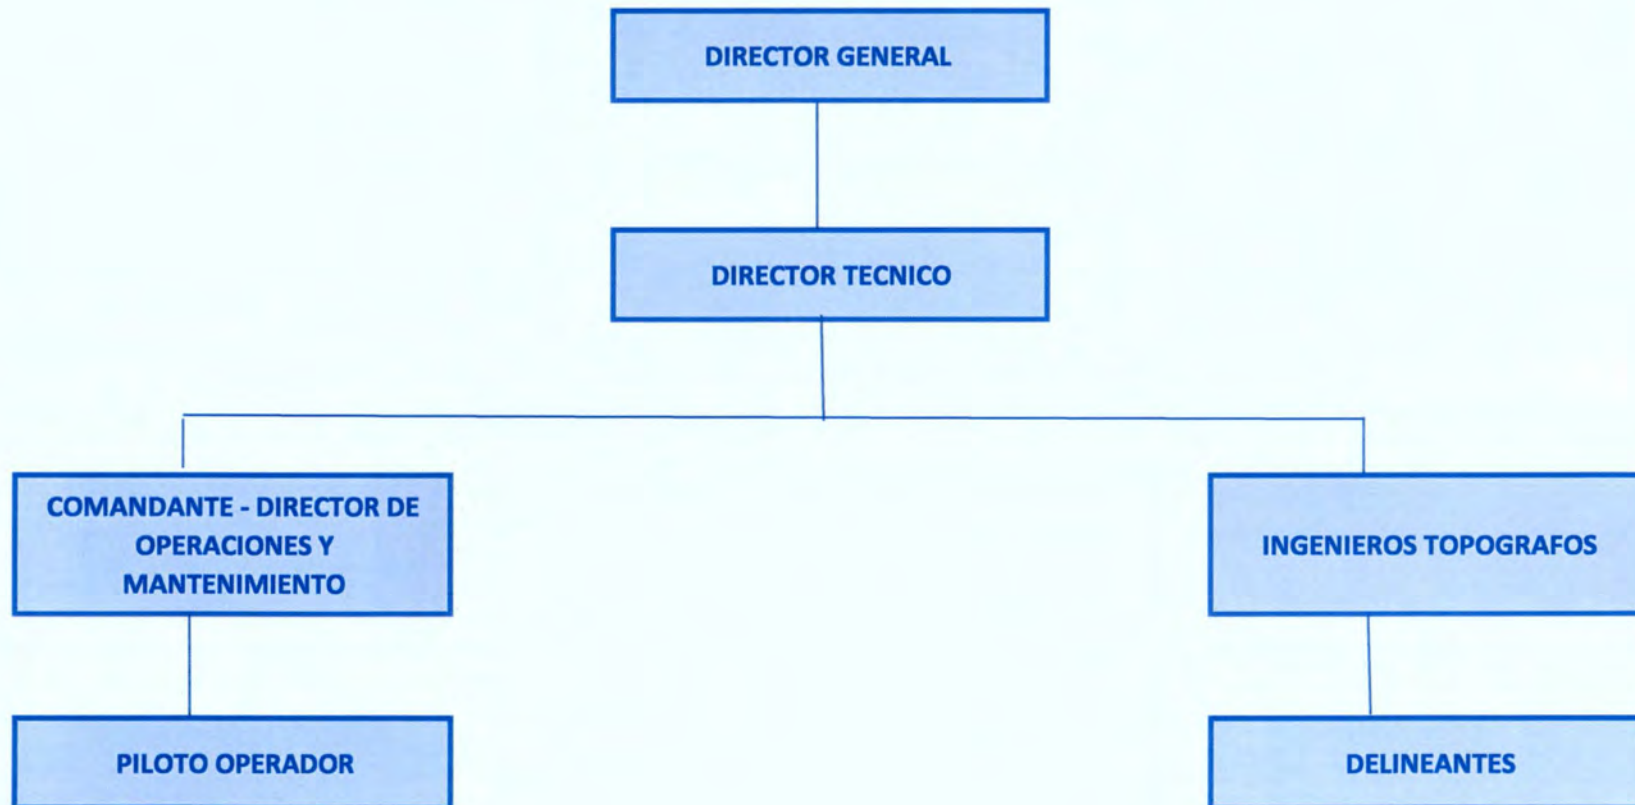 DIRECTOR GENERAL
DIRECTOR TECNICO
COMANDANTE - DIRECTOR DE
OPERACIONES Y
MANTENIMIENTO
INGENIEROS TOPOGRAFOS
PILOTO OPERADOR
DELINEANTES